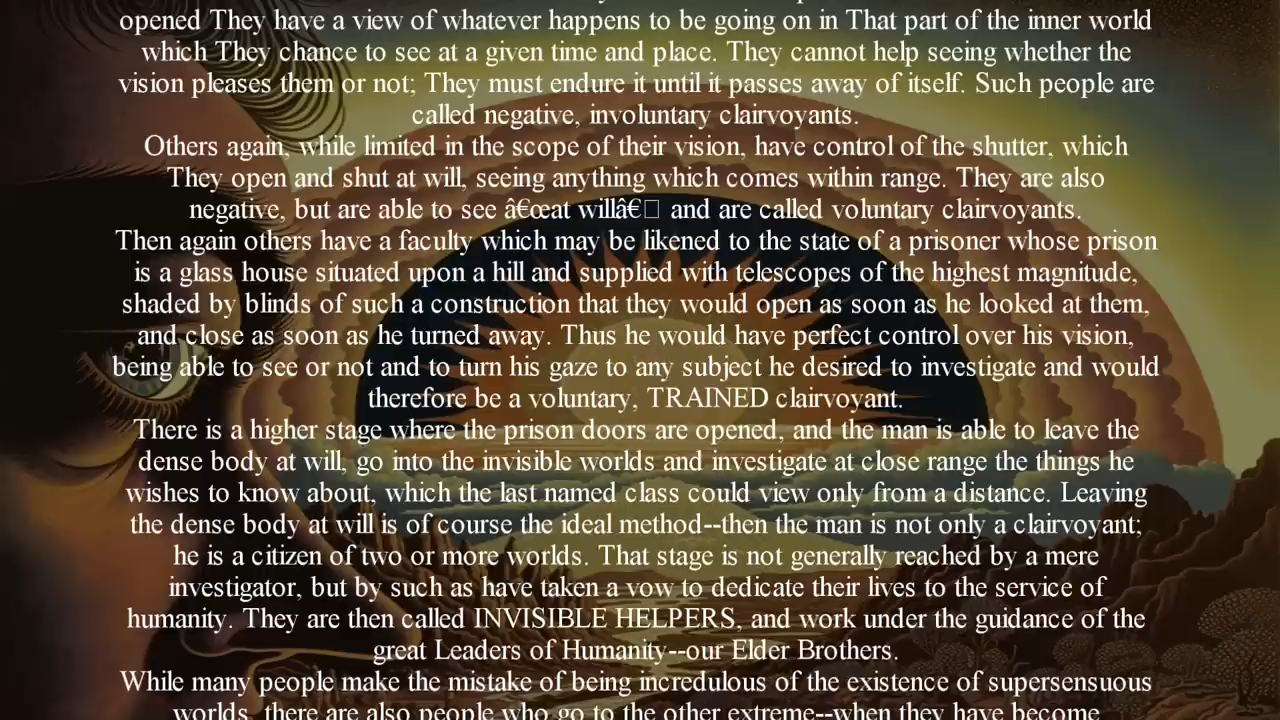 opened They have a view of whatever happens to be going on in That part of the inner world
which They chance to see at a given time and place. They cannot help seeing whether the
vision pleases them or not; They must endure it until it passes away of itself. Such people are
called negative, involuntary clairvoyants.
Others again, while limited in the scope of their vision, have control of the shutter, which
They open and shut at will, seeing anything which comes within range. They are also
negative, but are able to see â€œat willâ€□ and are called voluntary clairvoyants.
Then again others have a faculty which may be likened to the state of a prisoner whose prison
is a glass house situated upon a hill and supplied with telescopes of the highest magnitude,
shaded by blinds of such a construction that they would open as soon as he looked at them,
and close as soon as he turned away. Thus he would have perfect control over his vision,
being able to see or not and to turn his gaze to any subject he desired to investigate and would
therefore be a voluntary, TRAINED clairvoyant.
There is a higher stage where the prison doors are opened, and the man is able to leave the
dense body at will, go into the invisible worlds and investigate at close range the things he
wishes to know about, which the last named class could view only from a distance. Leaving
the dense body at will is of course the ideal method--then the man is not only a clairvoyant;
he is a citizen of two or more worlds. That stage is not generally reached by a mere
investigator, but by such as have taken a vow to dedicate their lives to the service of
humanity. They are then called INVISIBLE HELPERS, and work under the guidance of the
great Leaders of Humanity--our Elder Brothers.
While many people make the mistake of being incredulous of the existence of supersensuous
worlds, there are also people who go to the other extreme--when they have become